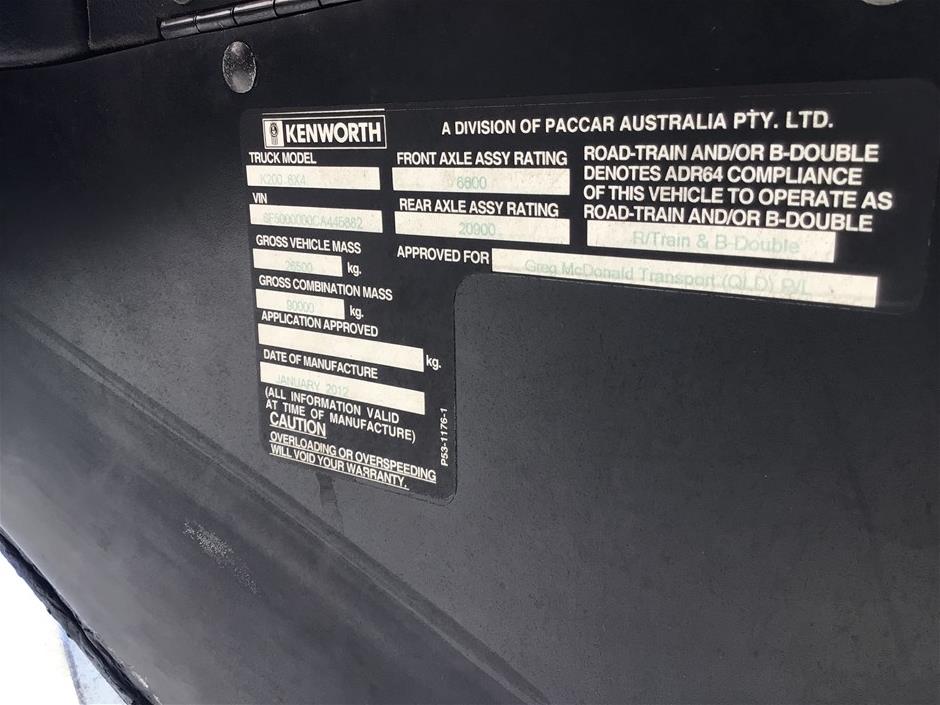 KENWORTH
A DIVISION OF PACCAR AUSTRALIA PTY. LTD.
TRUCK MODEL
K200 6X4
VIN
GROSS VEHICLE MASS
26500 kg.
GROSS COMBINATION MASS
90000 kg.
APPLICATION APPROVED
kg.
DATE OF MANUFACTURE
JANUARY 2012
(ALL INFORMATION VALID
AT TIME OF MANUFACTURE)
CAUTION
OVERLOADING OR OVERSPEEDING
WILL VOID YOUR WARRANTY.
P53-1176-1
FRONT AXLE ASSY RATING
6600
REAR AXLE ASSY RATING
20900
APPROVED FOR Greg McDonald Transport (QLD) P/L
ROAD-TRAIN AND/OR B-DOUBLE
DENOTES ADR64 COMPLIANCE
OF THIS VEHICLE TO OPERATE AS
ROAD-TRAIN AND/OR B-DOUBLE
R/Train & B-Double